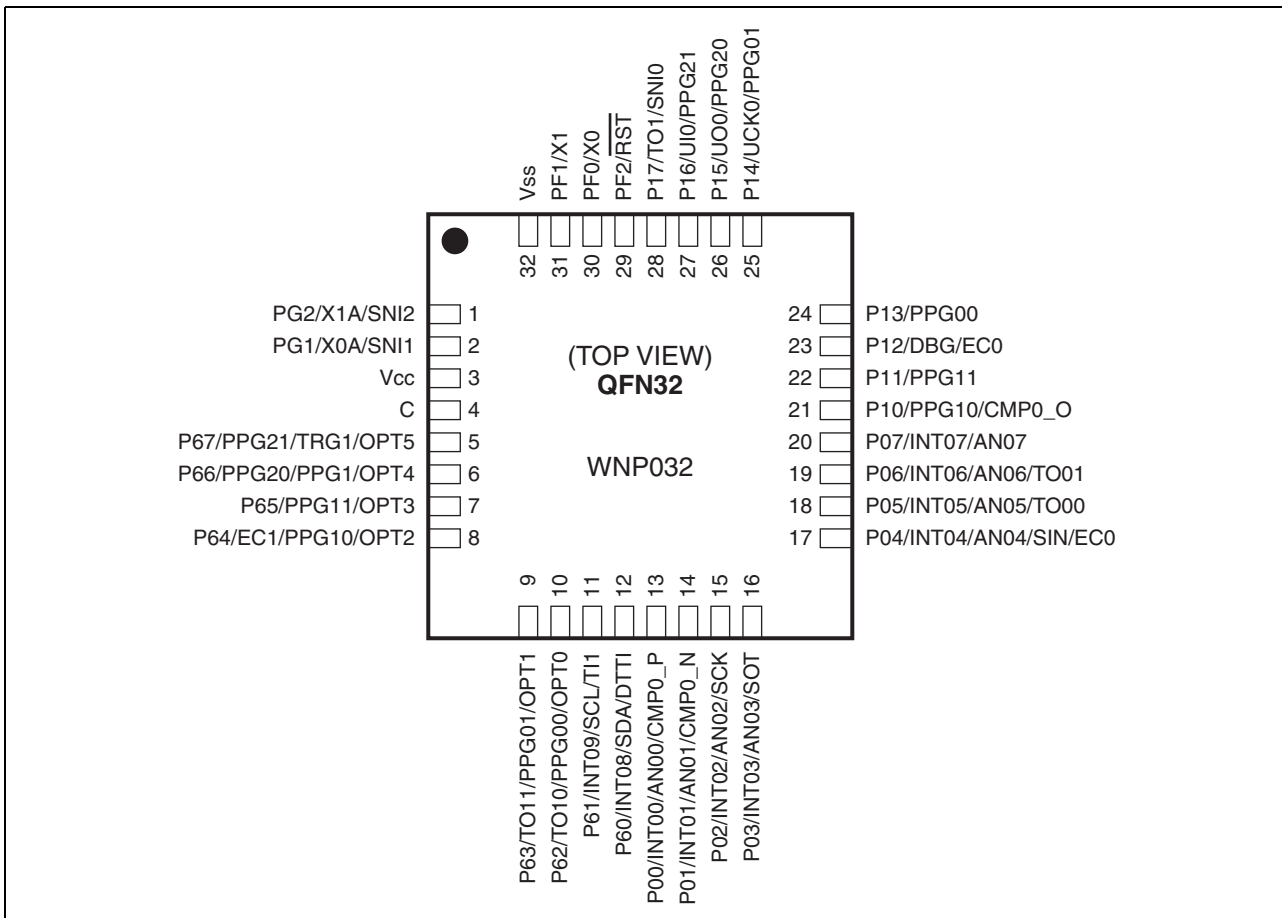 Vss
PF1/X1
PF0/X0
PF2/RST
P17/TO1/SNI0
P16/UI0/PPG21
P15/UO0/PPG20
P14/UCK0/PPG01
32
31
30
29
28
27
26
25
PG2/X1A/SNI2 1
PG1/X0A/SNI1 2
Vcc 3
C 4
P67/PPG21/TRG1/OPT5 5
P66/PPG20/PPG1/OPT4 6
P65/PPG11/OPT3 7
P64/EC1/PPG10/OPT2 8
(TOP VIEW)
QFN32
WNP032
24 P13/PPG00
23 P12/DBG/EC0
22 P11/PPG11
21 P10/PPG10/CMP0_O
20 P07/INT07/AN07
19 P06/INT06/AN06/TO01
18 P05/INT05/AN05/TO00
17 P04/INT04/AN04/SIN/EC0
9
10
11
12
13
14
15
16
P63/TO11/PPG01/OPT1
P62/TO10/PPG00/OPT0
P61/INT09/SCL/TI1
P60/INT08/SDA/DTTI
P00/INT00/AN00/CMP0_P
P01/INT01/AN01/CMP0_N
P02/INT02/AN02/SCK
P03/INT03/AN03/SOT